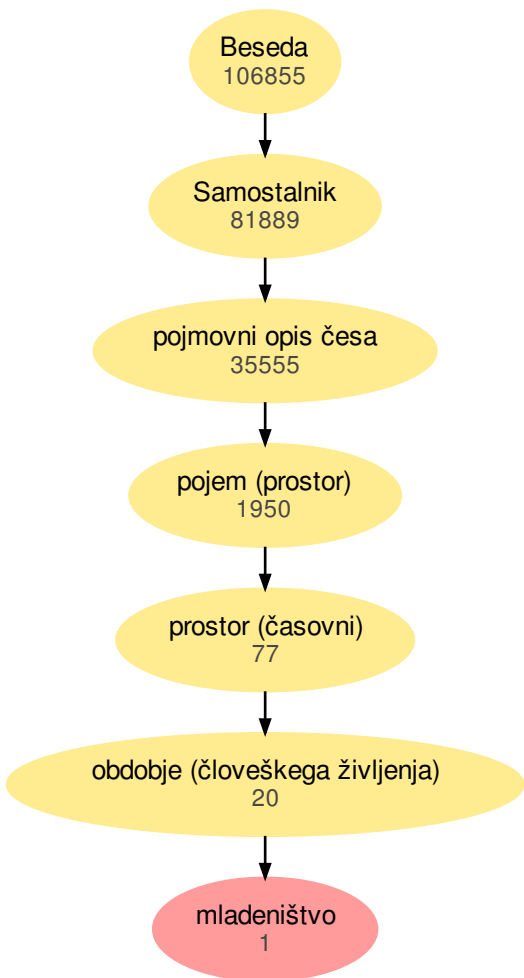 Beseda
106855
Samostalnik
81889
pojmovni opis česa
35555
pojem (prostor)
1950
prostor (časovni)
77
obdobje (človeškega življenja)
20
mladeništvo
1